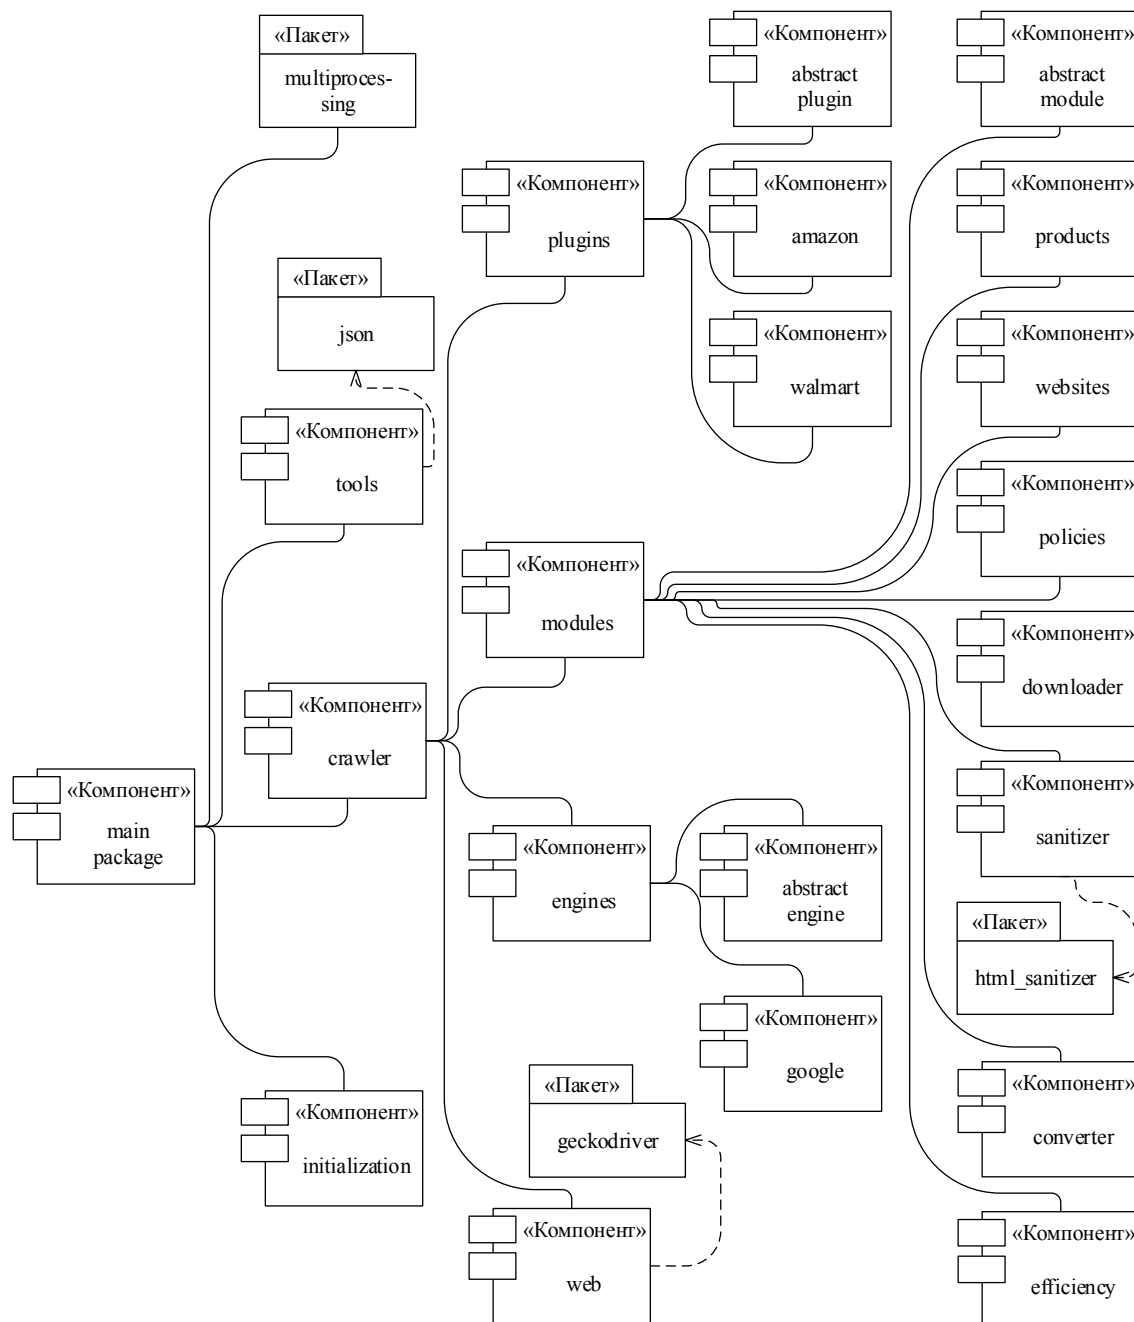 «Пакет»
multiproces-
sing
«Компонент»
abstract
plugin
«Компонент»
abstract
module
«Компонент»
plugins
«Компонент»
amazon
«Компонент»
products
«Пакет»
json
«Компонент»
walmart
«Компонент»
websites
«Компонент»
tools
«Компонент»
policies
«Компонент»
modules
«Компонент»
downloader
«Компонент»
crawler
«Компонент»
main
package
«Компонент»
sanitizer
«Компонент»
engines
«Компонент»
abstract
engine
«Пакет»
html_sanitizer
«Компонент»
google
«Пакет»
geckodriver
«Компонент»
converter
«Компонент»
initialization
«Компонент»
web
«Компонент»
efficiency